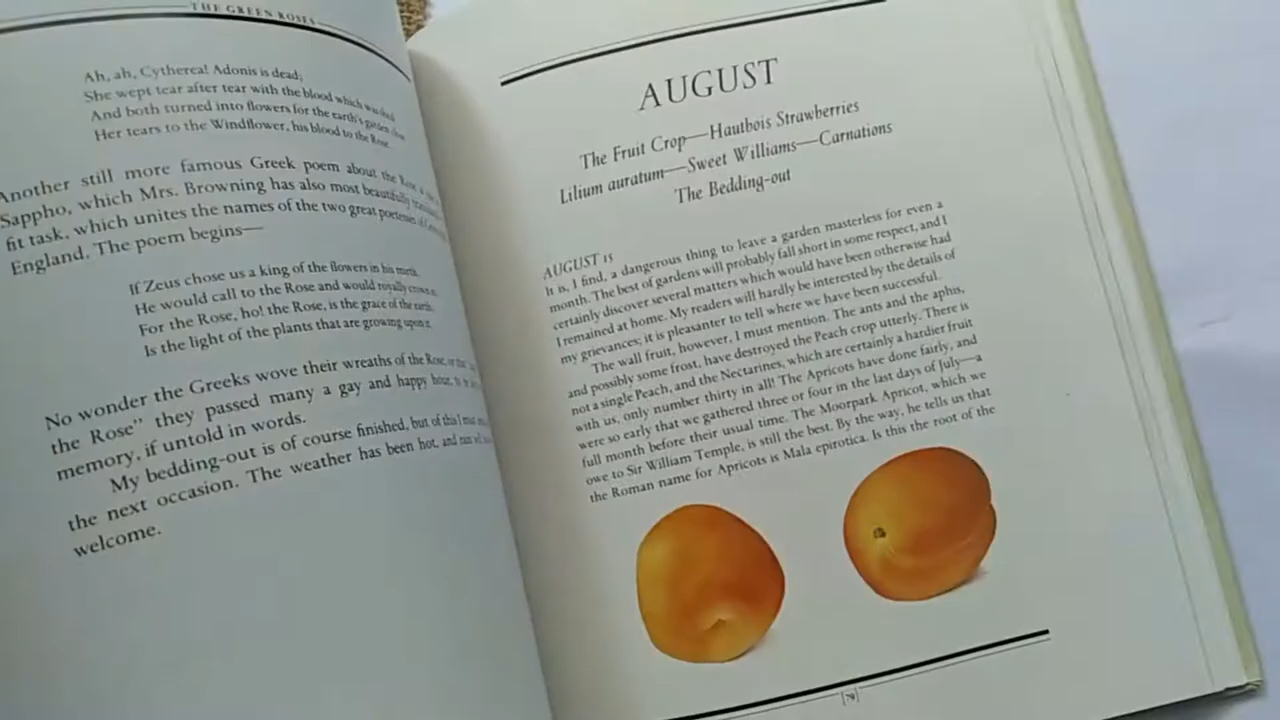 THE GREEN ROSES
Ah, ah, Cytherea! Adonis is dead;
She wept tear after tear with the blood which was shed
And both turned into flowers for the earth's garden close
Her tears to the Windflower, his blood to the Rose.
Another still more famous Greek poem about the Rose
Sappho, which Mrs. Browning has also most beautifully
fit task, which unites the names of the two great poetesses of
England. The poem begins—
If Zeus chose us a king of the flowers in his mirth,
He would call to the Rose and would royally crown it,
For the Rose, ho! the Rose, is the grace of the earth,
Is the light of the plants that are growing upon it.
No wonder the Greeks wove their wreaths of the Rose, or that
the Rose" they passed many a gay and happy hour,
memory, if untold in words.
My bedding-out is of course finished, but of this I must
the next occasion. The weather has been hot, and rain
welcome.
AUGUST
The Fruit Crop—Hautbois Strawberries
Lilium auratum—Sweet Williams—Carnations
The Bedding-out
AUGUST 15
It is, I find, a dangerous thing to leave a garden masterless for even a
month. The best of gardens will probably fall short in some respect, and I
certainly discover several matters which would have been otherwise had
I remained at home. My readers will hardly be interested by the details of
my grievances; it is pleasanter to tell where we have been successful.
The wall fruit, however, I must mention. The ants and the aphis,
and possibly some frost, have destroyed the Peach crop utterly. There is
not a single Peach, and the Nectarines, which are certainly a hardier fruit
with us, only number thirty in all! The Apricots have done fairly, and
were so early that we gathered three or four in the last days of July—a
full month before their usual time. The Moorpark Apricot, which we
owe to Sir William Temple, is still the best. By the way, he tells us that
the Roman name for Apricots is Mala epirotica. Is this the root of the
[79]